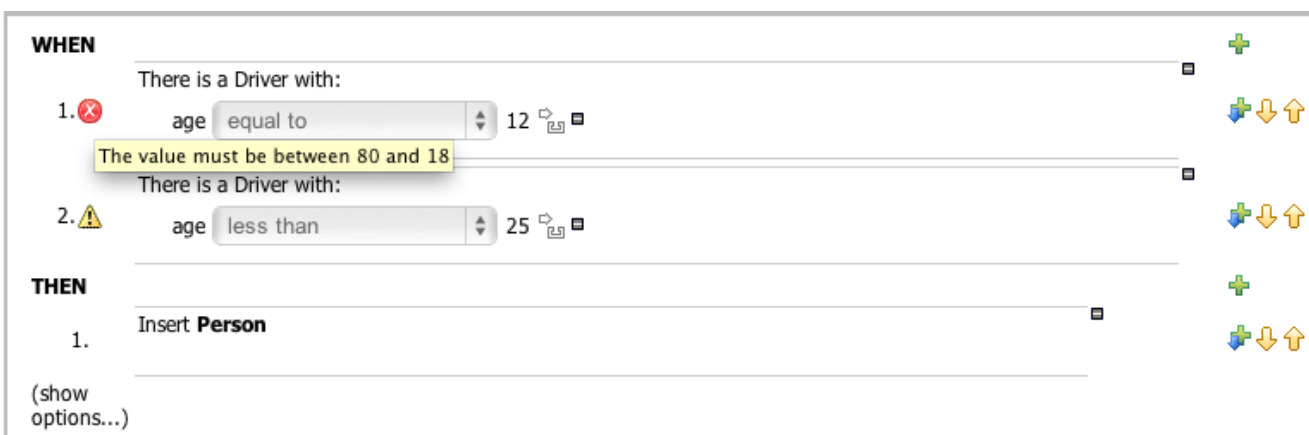 WHEN
There is a Driver with:
1.
age equal to 12
The value must be between 80 and 18
There is a Driver with:
2.
age less than 25
THEN
Insert Person
1.
(show
options...)